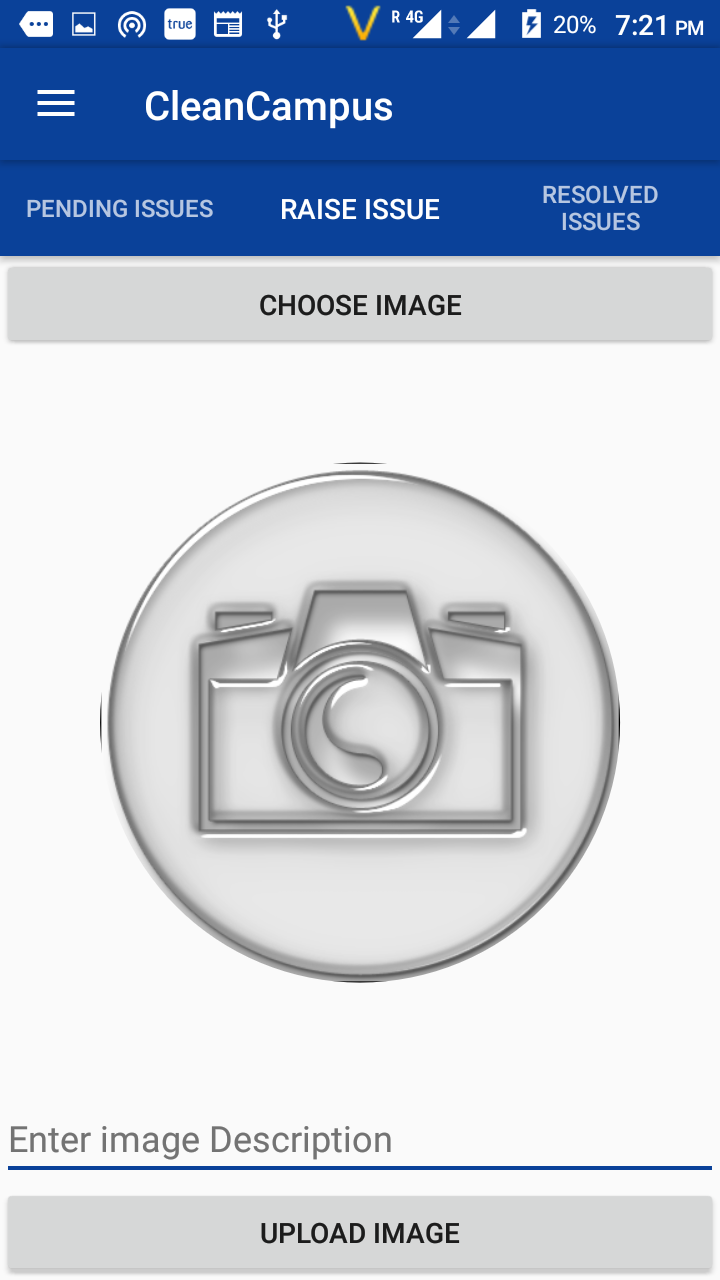 true
R 4G
20%
7:21 PM
CleanCampus
PENDING ISSUES
RAISE ISSUE
RESOLVED
ISSUES
CHOOSE IMAGE
Enter image Description
UPLOAD IMAGE